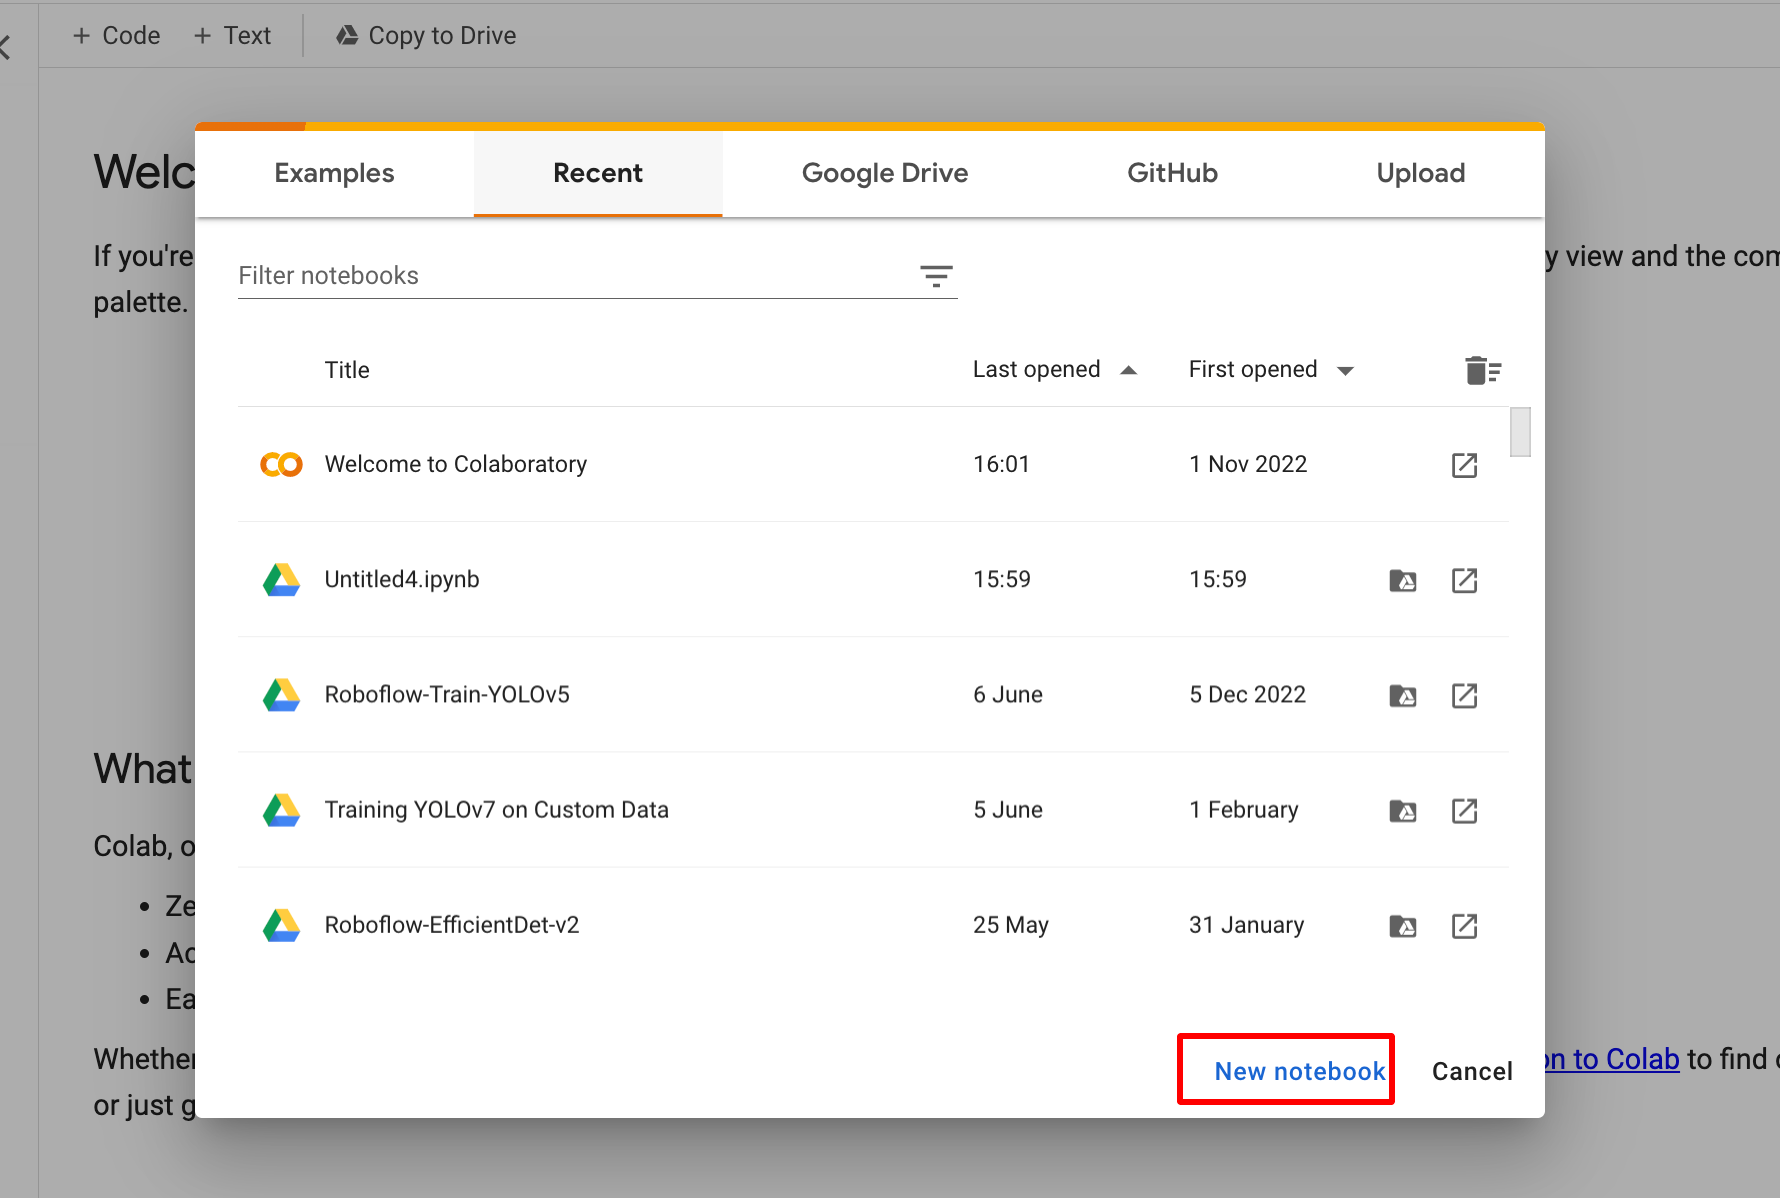 + Code + Text Copy to Drive
Welc
If you're
y view and the com
palette.
What
Colab, o
• Ze
• Ac
• Ea
Whether
on to Colab to find
or just g
Examples Recent Google Drive GitHub Upload
Filter notebooks
Title Last opened First opened
Welcome to Colaboratory 16:01 1 Nov 2022
Untitled4.ipynb 15:59 15:59
Roboflow-Train-YOLOv5 6 June 5 Dec 2022
Training YOLOv7 on Custom Data 5 June 1 February
Roboflow-EfficientDet-v2 25 May 31 January
New notebook Cancel